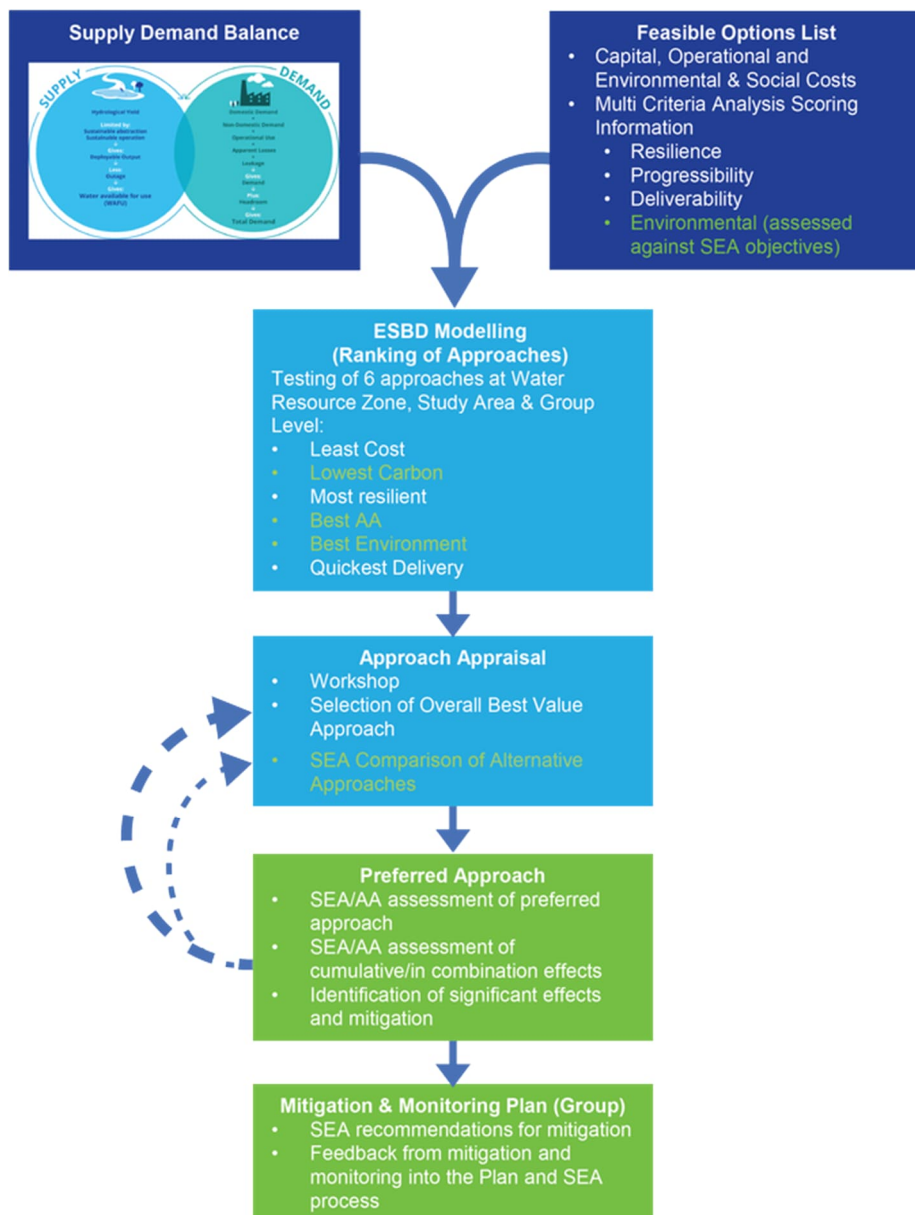 Supply Demand Balance
SUPPLY
DEMAND
Hydrological Yield
Limited by:
Sustainable abstraction
Sustainable operation
Gives:
Deployable Output
Less:
Outage
Gives:
Water available for use
(WAFU)
Domestic Demand
+
Non-Domestic Demand
+
Operational Use
+
Apparent Losses
+
Leakage
Gives:
Demand
Plus:
Headroom
Gives:
Total Demand
Feasible Options List
• Capital, Operational and
Environmental & Social Costs
• Multi Criteria Analysis Scoring
Information
• Resilience
• Progressibility
• Deliverability
• Environmental (assessed
against SEA objectives)
ESBD Modelling
(Ranking of Approaches)
Testing of 6 approaches at Water
Resource Zone, Study Area & Group
Level:
• Least Cost
• Lowest Carbon
• Most resilient
• Best AA
• Best Environment
• Quickest Delivery
Approach Appraisal
• Workshop
• Selection of Overall Best Value
Approach
• SEA Comparison of Alternative
Approaches
Preferred Approach
• SEA/AA assessment of preferred
approach
• SEA/AA assessment of
cumulative/in combination effects
• Identification of significant effects
and mitigation
Mitigation & Monitoring Plan (Group)
• SEA recommendations for mitigation
• Feedback from mitigation and
monitoring into the Plan and SEA
process